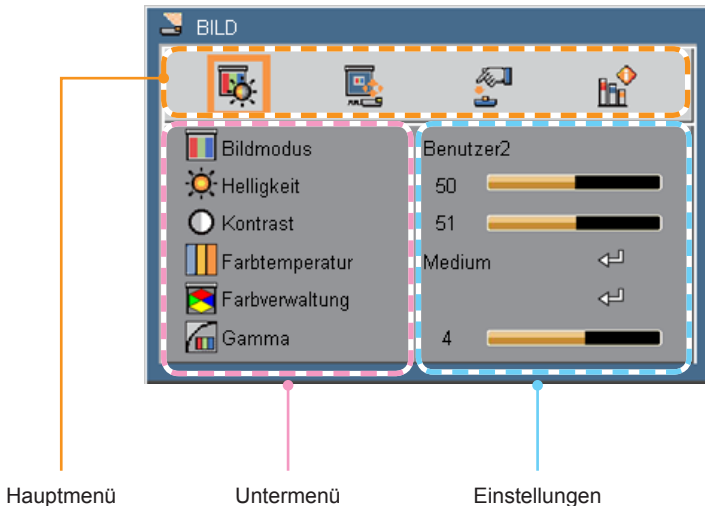 BILD
Bildmodus Benutzer2
Helligkeit 50
Kontrast 51
Farbtemperatur Medium
Farbverwaltung
Gamma 4
Hauptmenü Untermenü Einstellungen